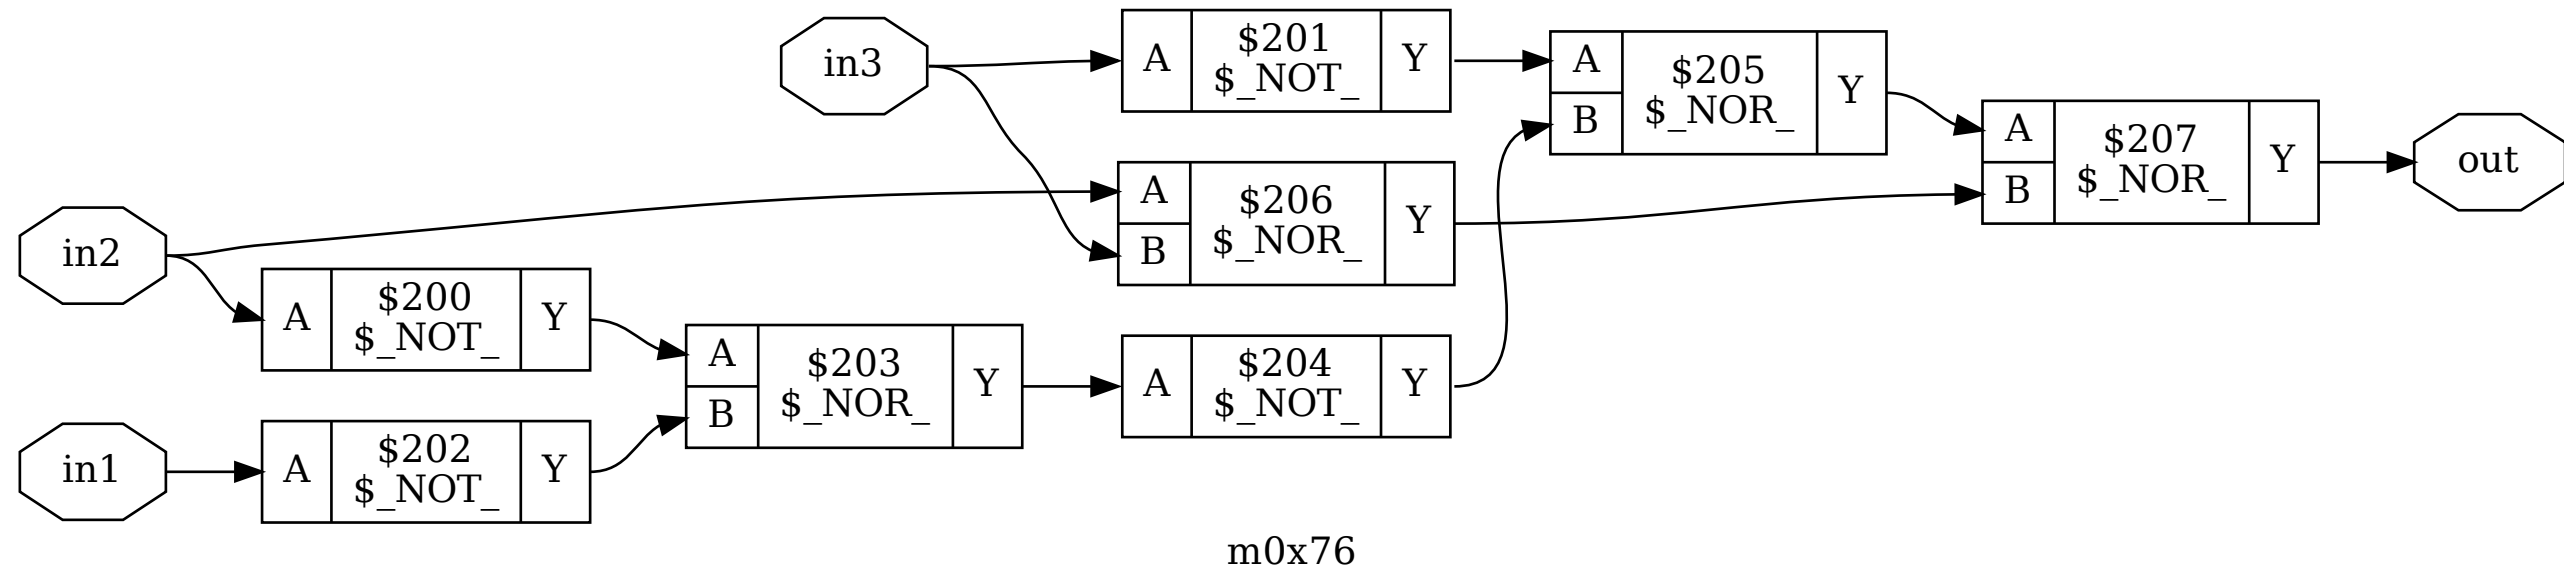 in3
A
$201
$_NOT_
Y
A
B
$205
$_NOR_
Y
A
B
$207
$_NOR_
Y
out
in2
A
B
$206
$_NOR_
Y
A
$200
$_NOT_
Y
A
B
$203
$_NOR_
Y
A
$204
$_NOT_
Y
in1
A
$202
$_NOT_
Y
m0x76